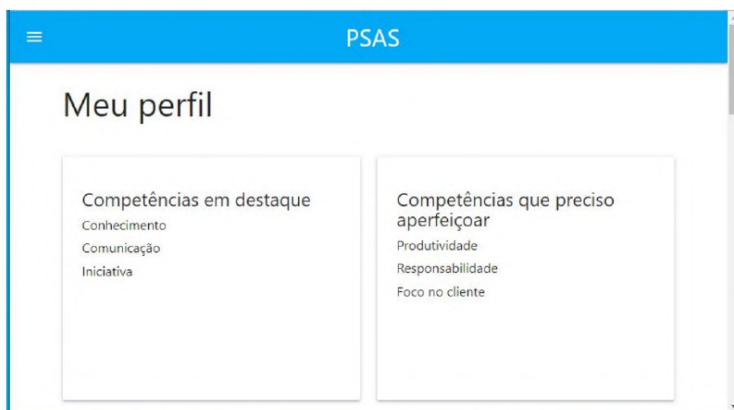 PSAS
Meu perfil
Competências em destaque
Conhecimento
Comunicação
Iniciativa
Competências que preciso
aperfeiçoar
Produtividade
Responsabilidade
Foco no cliente